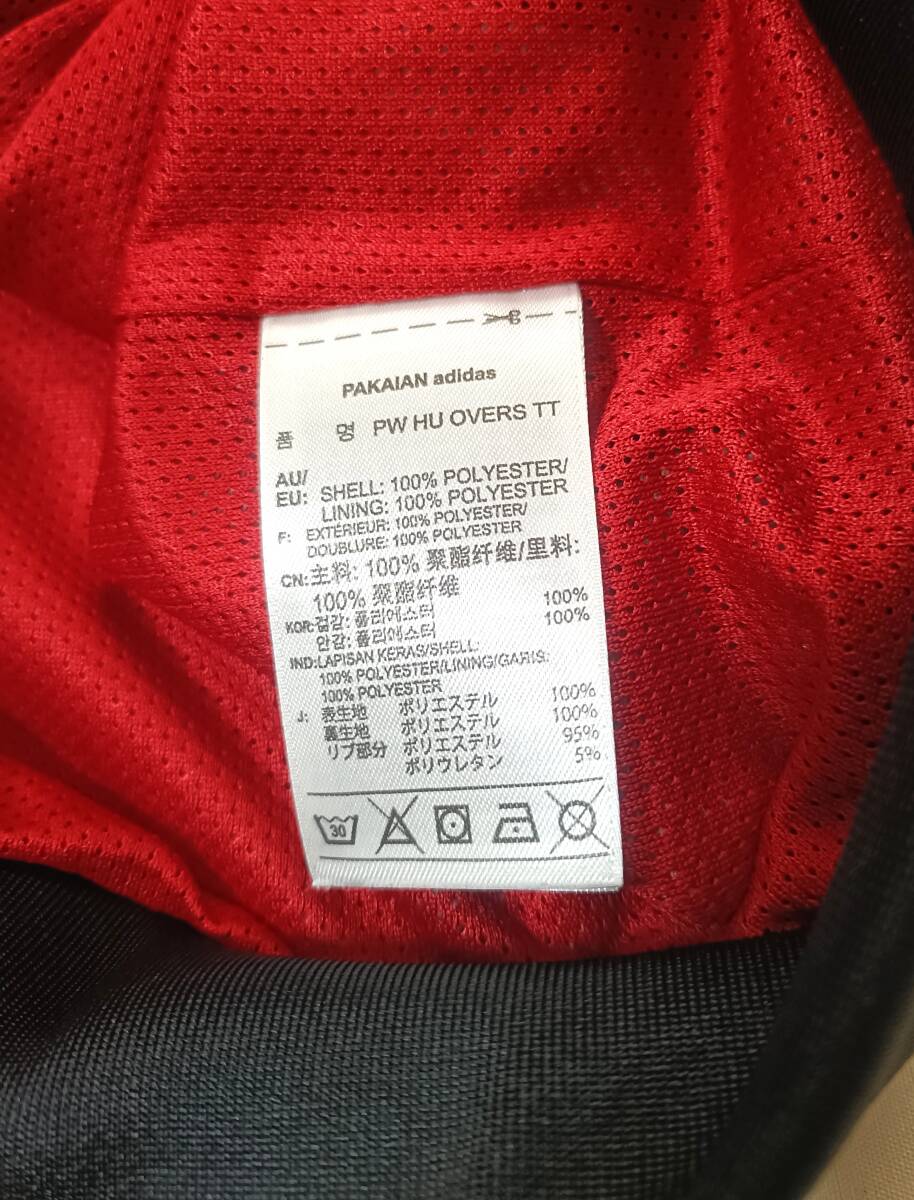 PAKAIAN adidas
품 명 PW HU OVERS TT
AU/
EU: SHELL: 100% POLYESTER/
LINING: 100% POLYESTER
F: EXTÉRIEUR: 100% POLYESTER/
DOUBLURE: 100% POLYESTER
CN: 主料: 100% 聚酯纤维/里料:
100% 聚酯纤维
KOR: 겉감: 폴리에스터 100%
안감: 폴리에스터 100%
IND: LAPISAN KERAS/SHELL:
100% POLYESTER/LINING/GARIS:
100% POLYESTER
J: 表生地 ポリエステル 100%
裏生地 ポリエステル 100%
リブ部分 ポリエステル 95%
ポリウレタン 5%
30